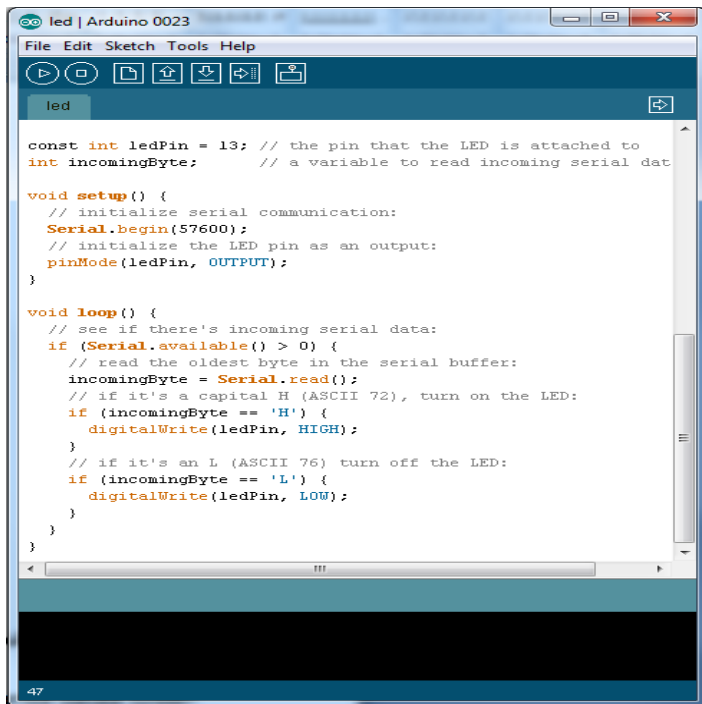 led | Arduino 0023
File Edit Sketch Tools Help
led
const int ledPin = 13; // the pin that the LED is attached to
int incomingByte;      // a variable to read incoming serial dat
void setup() {
  // initialize serial communication:
  Serial.begin(57600);
  // initialize the LED pin as an output:
  pinMode(ledPin, OUTPUT);
}
void loop() {
  // see if there's incoming serial data:
  if (Serial.available() > 0) {
    // read the oldest byte in the serial buffer:
    incomingByte = Serial.read();
    // if it's a capital H (ASCII 72), turn on the LED:
    if (incomingByte == 'H') {
      digitalWrite(ledPin, HIGH);
    }
    // if it's an L (ASCII 76) turn off the LED:
    if (incomingByte == 'L') {
      digitalWrite(ledPin, LOW);
    }
  }
}
47